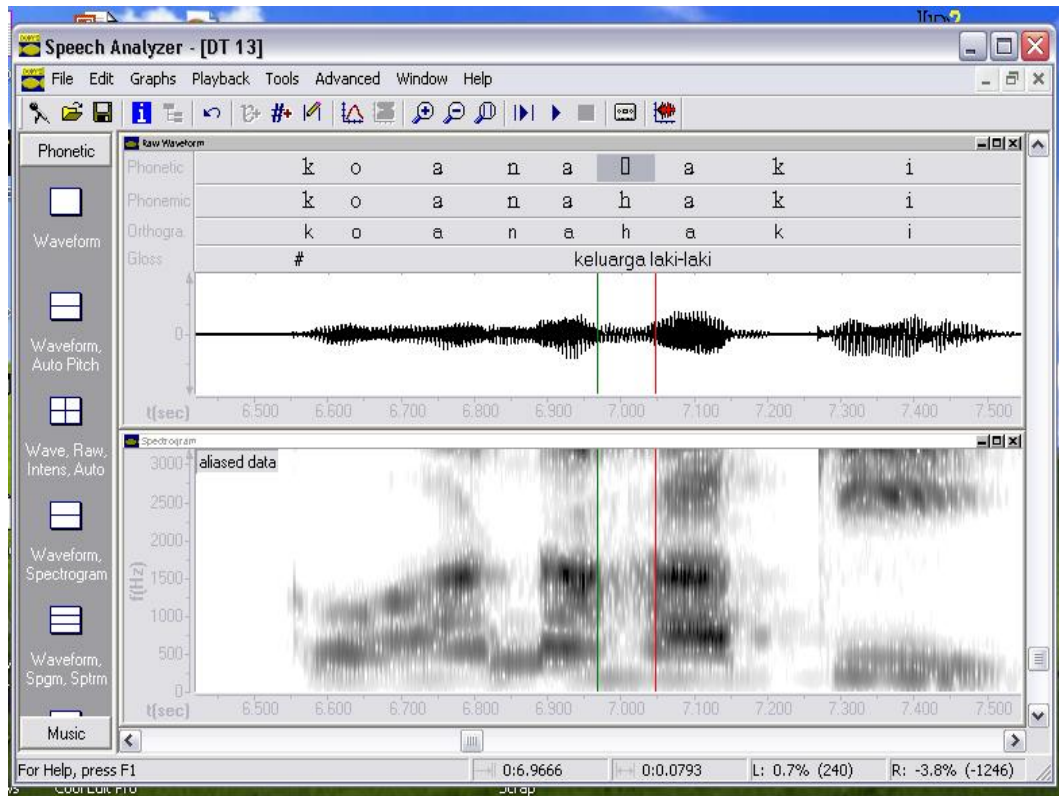 Speech Analyzer - [DT 13]
File Edit Graphs Playback Tools Advanced Window Help
Phonetic
Waveform
Waveform, Auto Pitch
Wave, Raw, Intens, Auto
Waveform, Spectrogram
Waveform, Spgm, Sptrm
Music
Raw Waveform
Phonetic k o a n a a k i
Phonemic k o a n a h a k i
Orthogra. k o a n a h a k i
Gloss # keluarga laki-laki
0
t(sec) 6.500 6.600 6.700 6.800 6.900 7.000 7.100 7.200 7.300 7.400 7.500
Spectrogram
aliased data
f(Hz)
3000
2500
2000
1500
1000
500
0
t(sec) 6.500 6.600 6.700 6.800 6.900 7.000 7.100 7.200 7.300 7.400 7.500
For Help, press F1 0:6.9666 0:0.0793 L: 0.7% (240) R: -3.8% (-1246)
Cool Edit Pro Scrap